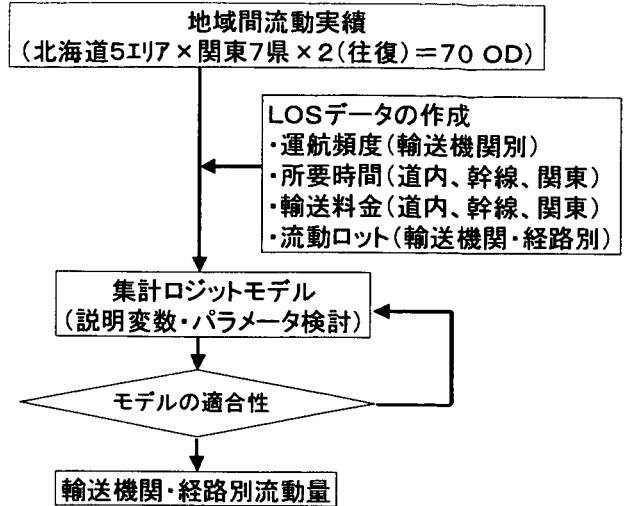 地域間流動実績
(北海道5エリア×関東7県×2(往復)=70 OD)
LOSデータの作成
・運航頻度(輸送機関別)
・所要時間(道内、幹線、関東)
・輸送料金(道内、幹線、関東)
・流動ロット(輸送機関・経路別)
集計ロジットモデル
(説明変数・パラメータ検討)
モデルの適合性
輸送機関・経路別流動量